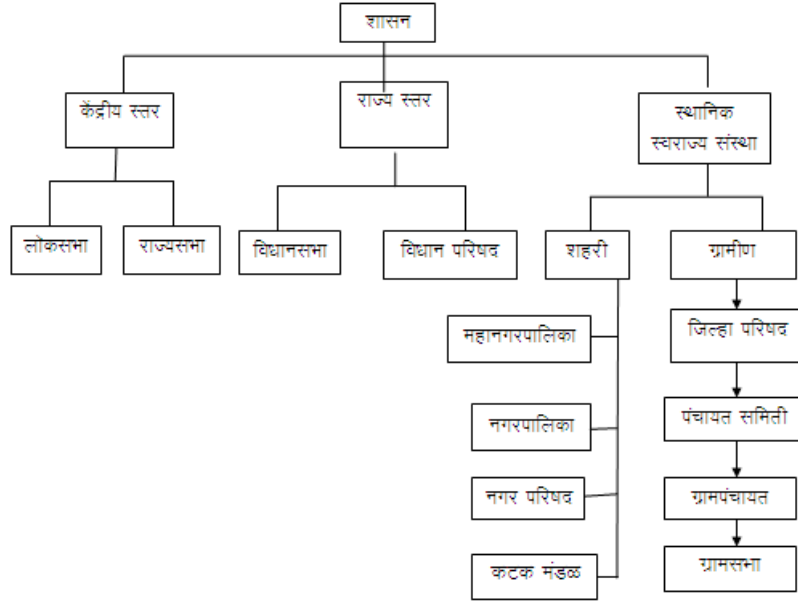 शासन
केंद्रीय स्तर
राज्य स्तर
स्थानिक
स्वराज्य संस्था
लोकसभा
राज्यसभा
विधानसभा
विधान परिषद
शहरी
ग्रामीण
महानगरपालिका
जिल्हा परिषद
नगरपालिका
पंचायत समिती
नगर परिषद
ग्रामपंचायत
कटक मंडळ
ग्रामसभा